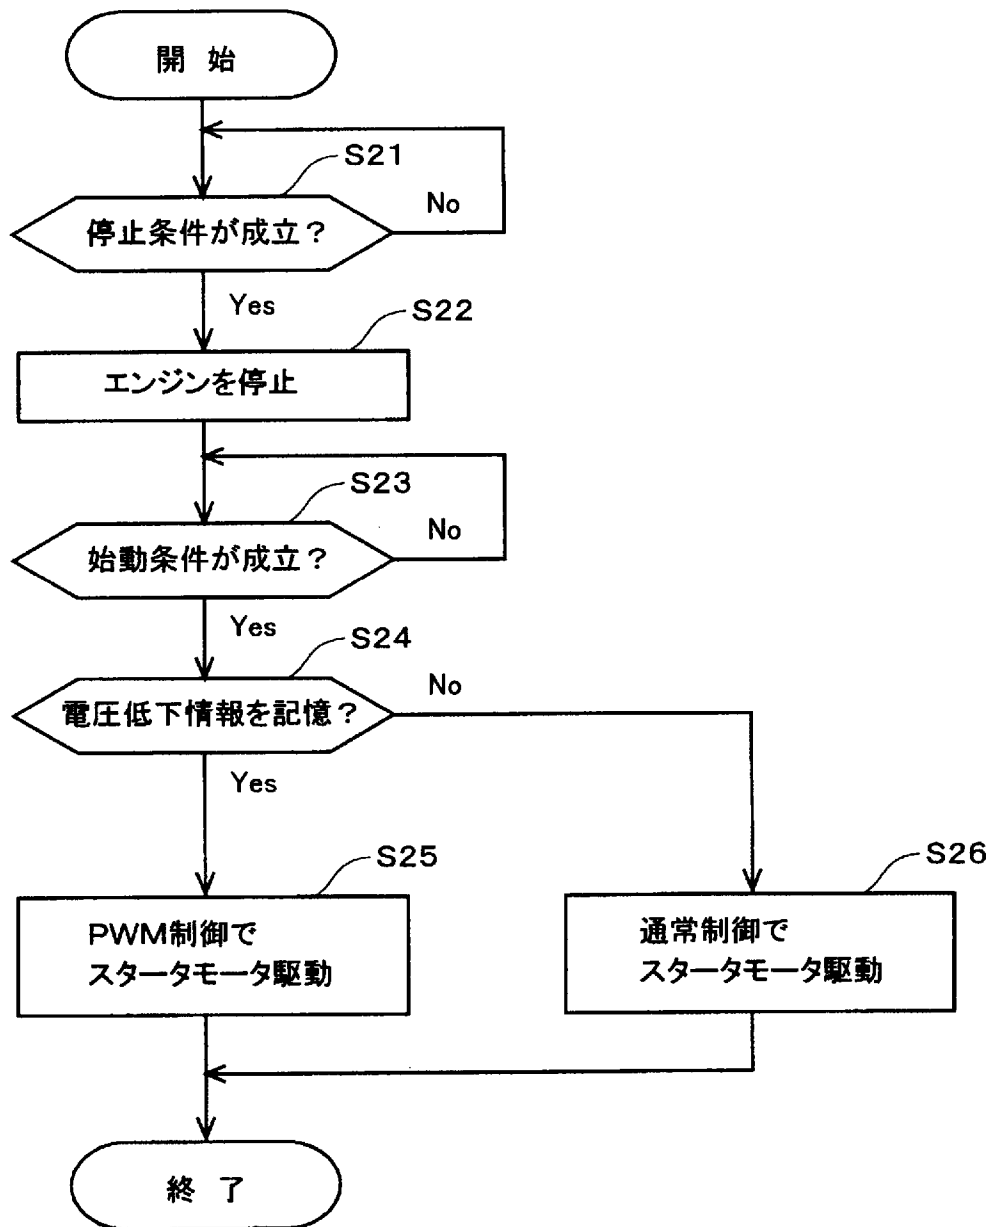 開 始
S21
停止条件が成立？
No
Yes
S22
エンジンを停止
S23
始動条件が成立？
No
Yes
S24
電圧低下情報を記憶？
No
Yes
S25
PWM制御で
スタータモータ駆動
S26
通常制御で
スタータモータ駆動
終 了